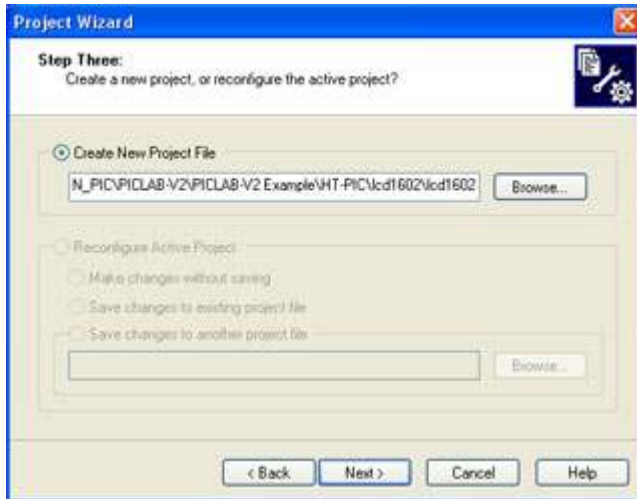 Project Wizard
Step Three:
Create a new project, or reconfigure the active project?
Create New Project File
N_PIC\PICLAB-V2\PICLAB-V2 Example\HT-PIC\lcd1602\lcd1602
Browse...
Reconfigure Active Project
Make changes without saving
Save changes to existing project file
Save changes to another project file
Browse...
< Back
Next >
Cancel
Help